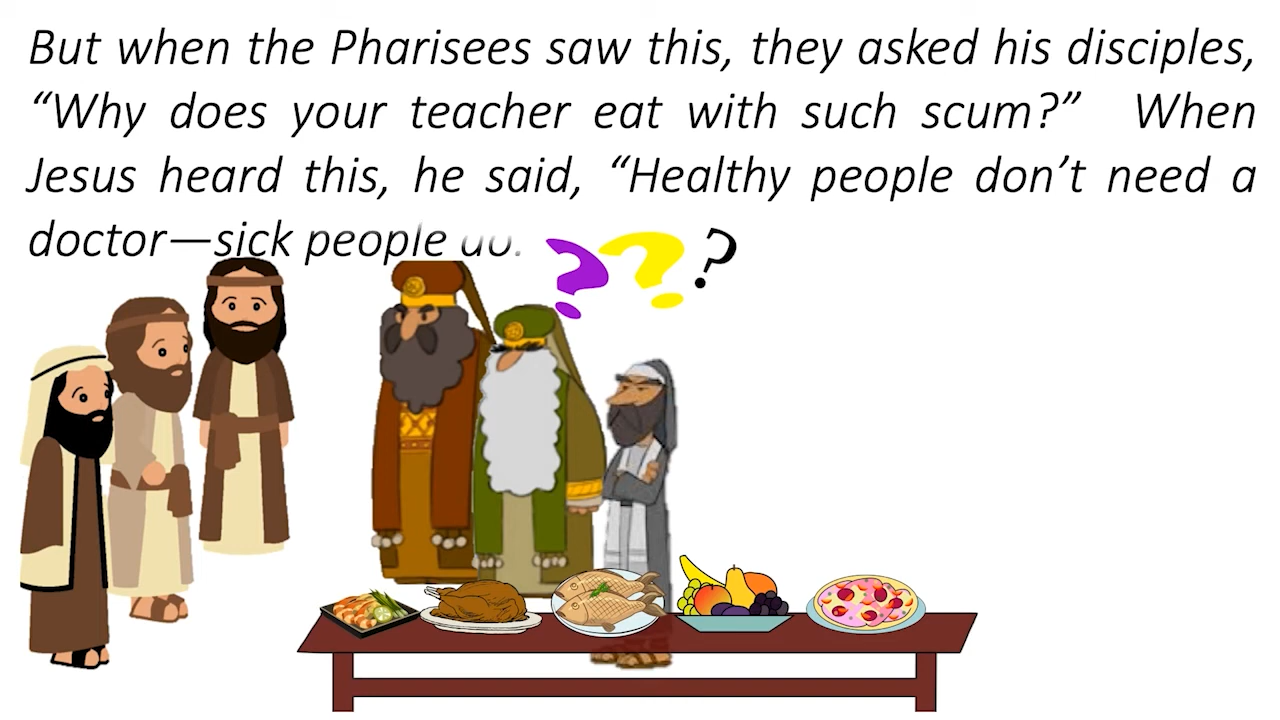 But when the Pharisees saw this, they asked his disciples,
“Why does your teacher eat with such scum?” When
Jesus heard this, he said, “Healthy people don’t need a
doctor—sick people do.
? ? ?